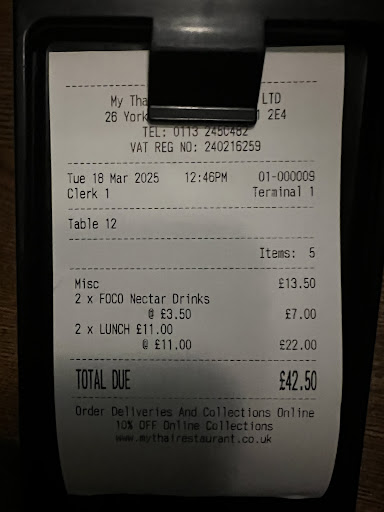 My Tha LTD
26 York 2E4
TEL: 0113 2450482
VAT REG NO: 240216259
Tue 18 Mar 2025 12:46PM 01-000009
Clerk 1 Terminal 1
Table 12
Items: 5
Misc £13.50
2 x FOCO Nectar Drinks
@ £3.50 £7.00
2 x LUNCH £11.00
@ £11.00 £22.00
TOTAL DUE £42.50
Order Deliveries And Collections Online
10% OFF Online Collections
www.mythairestaurant.co.uk